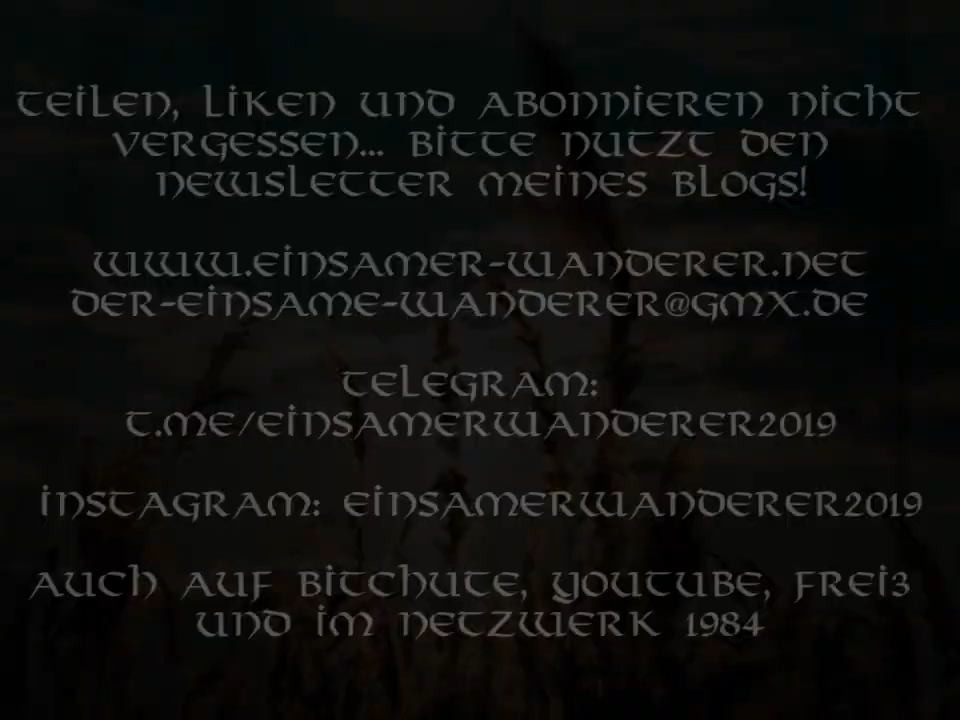 Teilen, liken und abonnieren nicht
vergessen... Bitte nutzt den
Newsletter meines Blogs!
www.einsamer-wanderer.net
der-einsame-wanderer@gmx.de
Telegram:
t.me/einsamerwanderer2019
Instagram: einsamerwanderer2019
Auch auf Bitchute, Youtube, Frei3
und im Netzwerk 1984